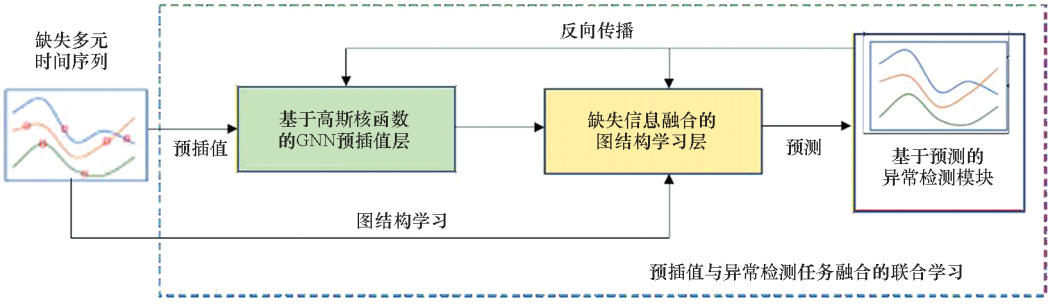 缺失多元
时间序列
反向传播
预插值
基于高斯核函数
的GNN预插值层
缺失信息融合的
图结构学习层
预测
基于预测的
异常检测模块
图结构学习
预插值与异常检测任务融合的联合学习